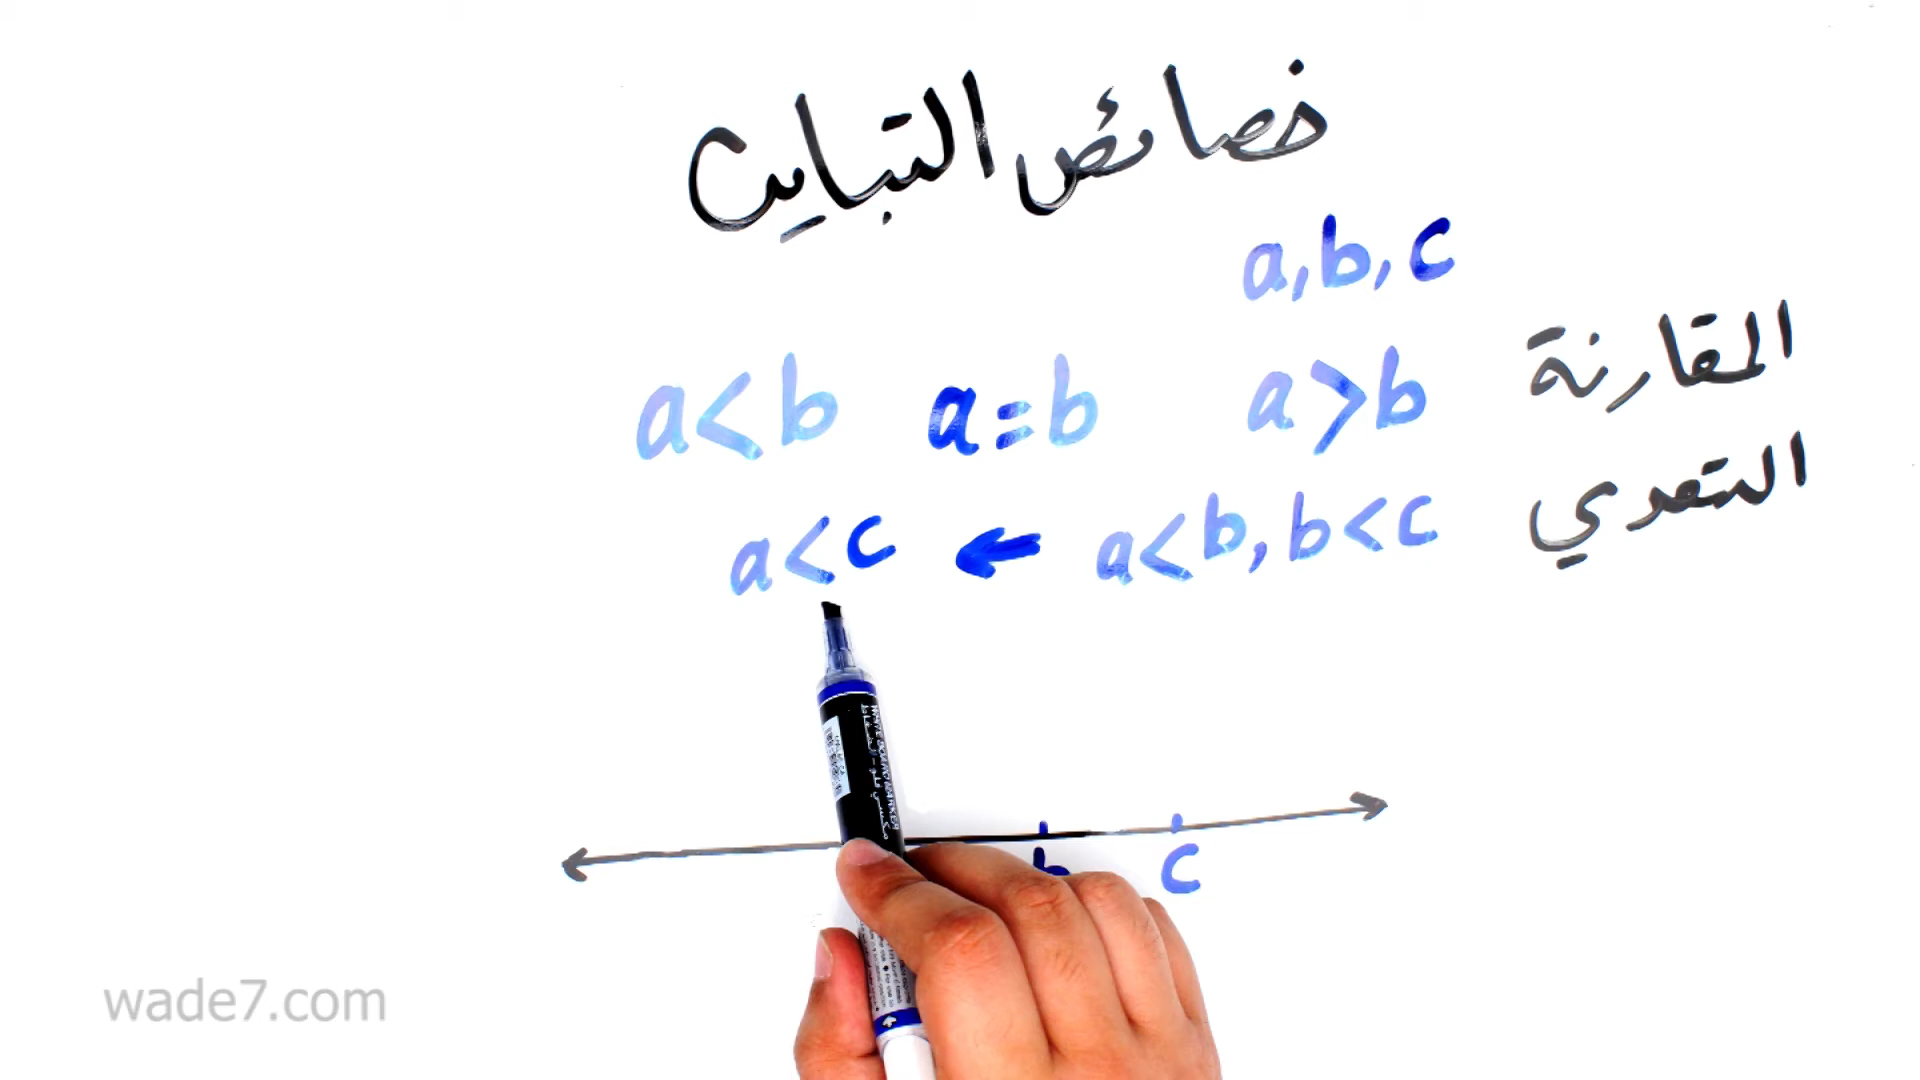 خصائص التباين
a, b, c
المقارنة a>b a=b a<b
التعدي a<b, b<c ← a<c
b c
wade7.com